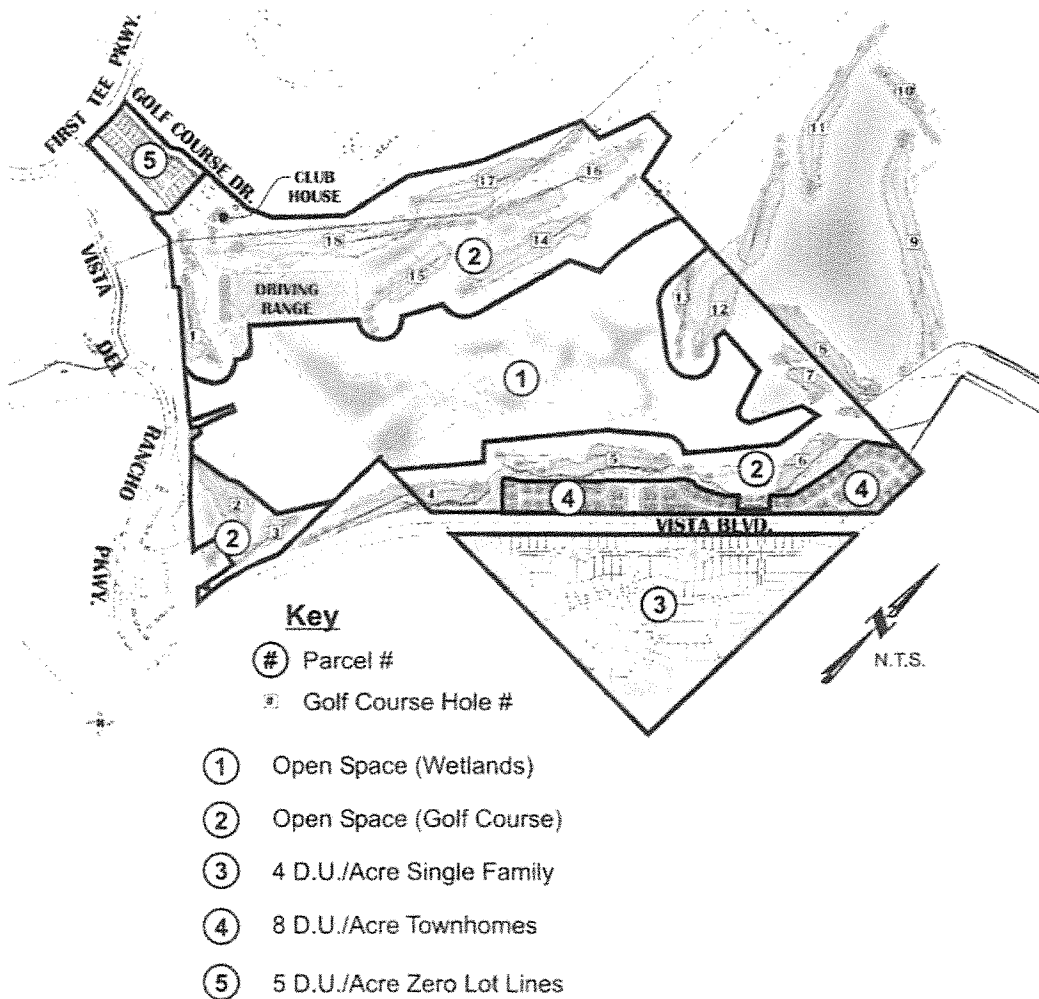 FIRST TEE PKWY.
GOLF COURSE DR.
5
CLUB
HOUSE
10
11
17
16
18
14
2
9
15
DRIVING
RANGE
VISTA
DEL
RANCHO
PKWY.
1
13
12
8
7
1
5
6
2
4
4
4
2
3
2
VISTA BLVD.
3
Key
# Parcel #
# Golf Course Hole #
N.T.S.
1 Open Space (Wetlands)
2 Open Space (Golf Course)
3 4 D.U./Acre Single Family
4 8 D.U./Acre Townhomes
5 5 D.U./Acre Zero Lot Lines